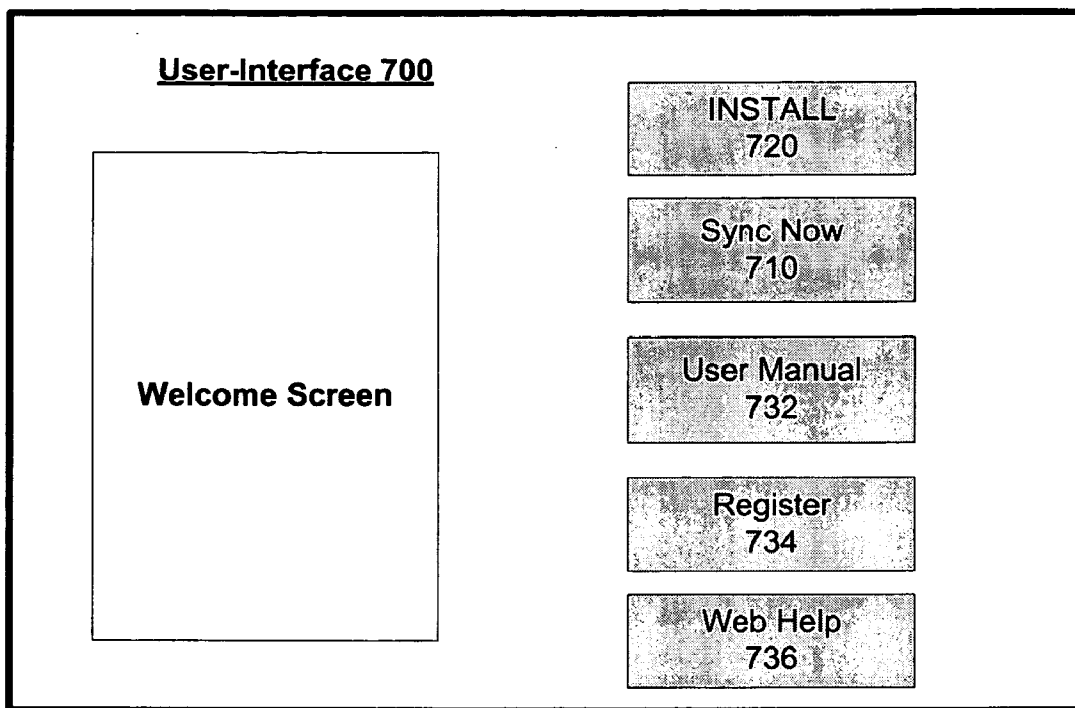 User-Interface 700
Welcome Screen
INSTALL
720
Sync Now
710
User Manual
732
Register
734
Web Help
736